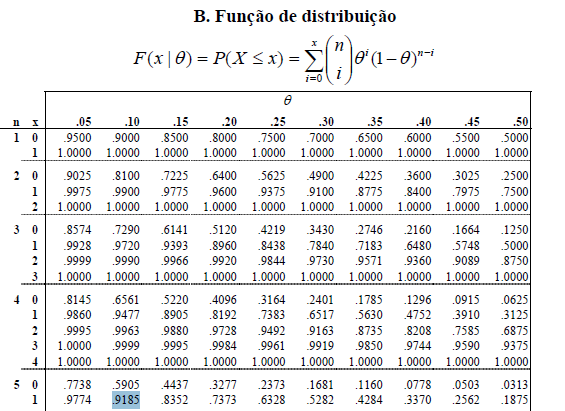 B. Função de distribuição
F(x | θ) = P(X ≤ x) = ∑_{i=0}^{x} (n i) θ^i (1 − θ)^{n−i}
θ
n x .05 .10 .15 .20 .25 .30 .35 .40 .45 .50
1 0 .9500 .9000 .8500 .8000 .7500 .7000 .6500 .6000 .5500 .5000
1 1.0000 1.0000 1.0000 1.0000 1.0000 1.0000 1.0000 1.0000 1.0000 1.0000
2 0 .9025 .8100 .7225 .6400 .5625 .4900 .4225 .3600 .3025 .2500
1 .9975 .9900 .9775 .9600 .9375 .9100 .8775 .8400 .7975 .7500
2 1.0000 1.0000 1.0000 1.0000 1.0000 1.0000 1.0000 1.0000 1.0000 1.0000
3 0 .8574 .7290 .6141 .5120 .4219 .3430 .2746 .2160 .1664 .1250
1 .9928 .9720 .9393 .8960 .8438 .7840 .7183 .6480 .5748 .5000
2 .9999 .9990 .9966 .9920 .9844 .9730 .9571 .9360 .9089 .8750
3 1.0000 1.0000 1.0000 1.0000 1.0000 1.0000 1.0000 1.0000 1.0000 1.0000
4 0 .8145 .6561 .5220 .4096 .3164 .2401 .1785 .1296 .0915 .0625
1 .9860 .9477 .8905 .8192 .7383 .6517 .5630 .4752 .3910 .3125
2 .9995 .9963 .9880 .9728 .9492 .9163 .8735 .8208 .7585 .6875
3 1.0000 .9999 .9995 .9984 .9961 .9919 .9850 .9744 .9590 .9375
4 1.0000 1.0000 1.0000 1.0000 1.0000 1.0000 1.0000 1.0000 1.0000 1.0000
5 0 .7738 .5905 .4437 .3277 .2373 .1681 .1160 .0778 .0503 .0313
1 .9774 .9185 .8352 .7373 .6328 .5282 .4284 .3370 .2562 .1875